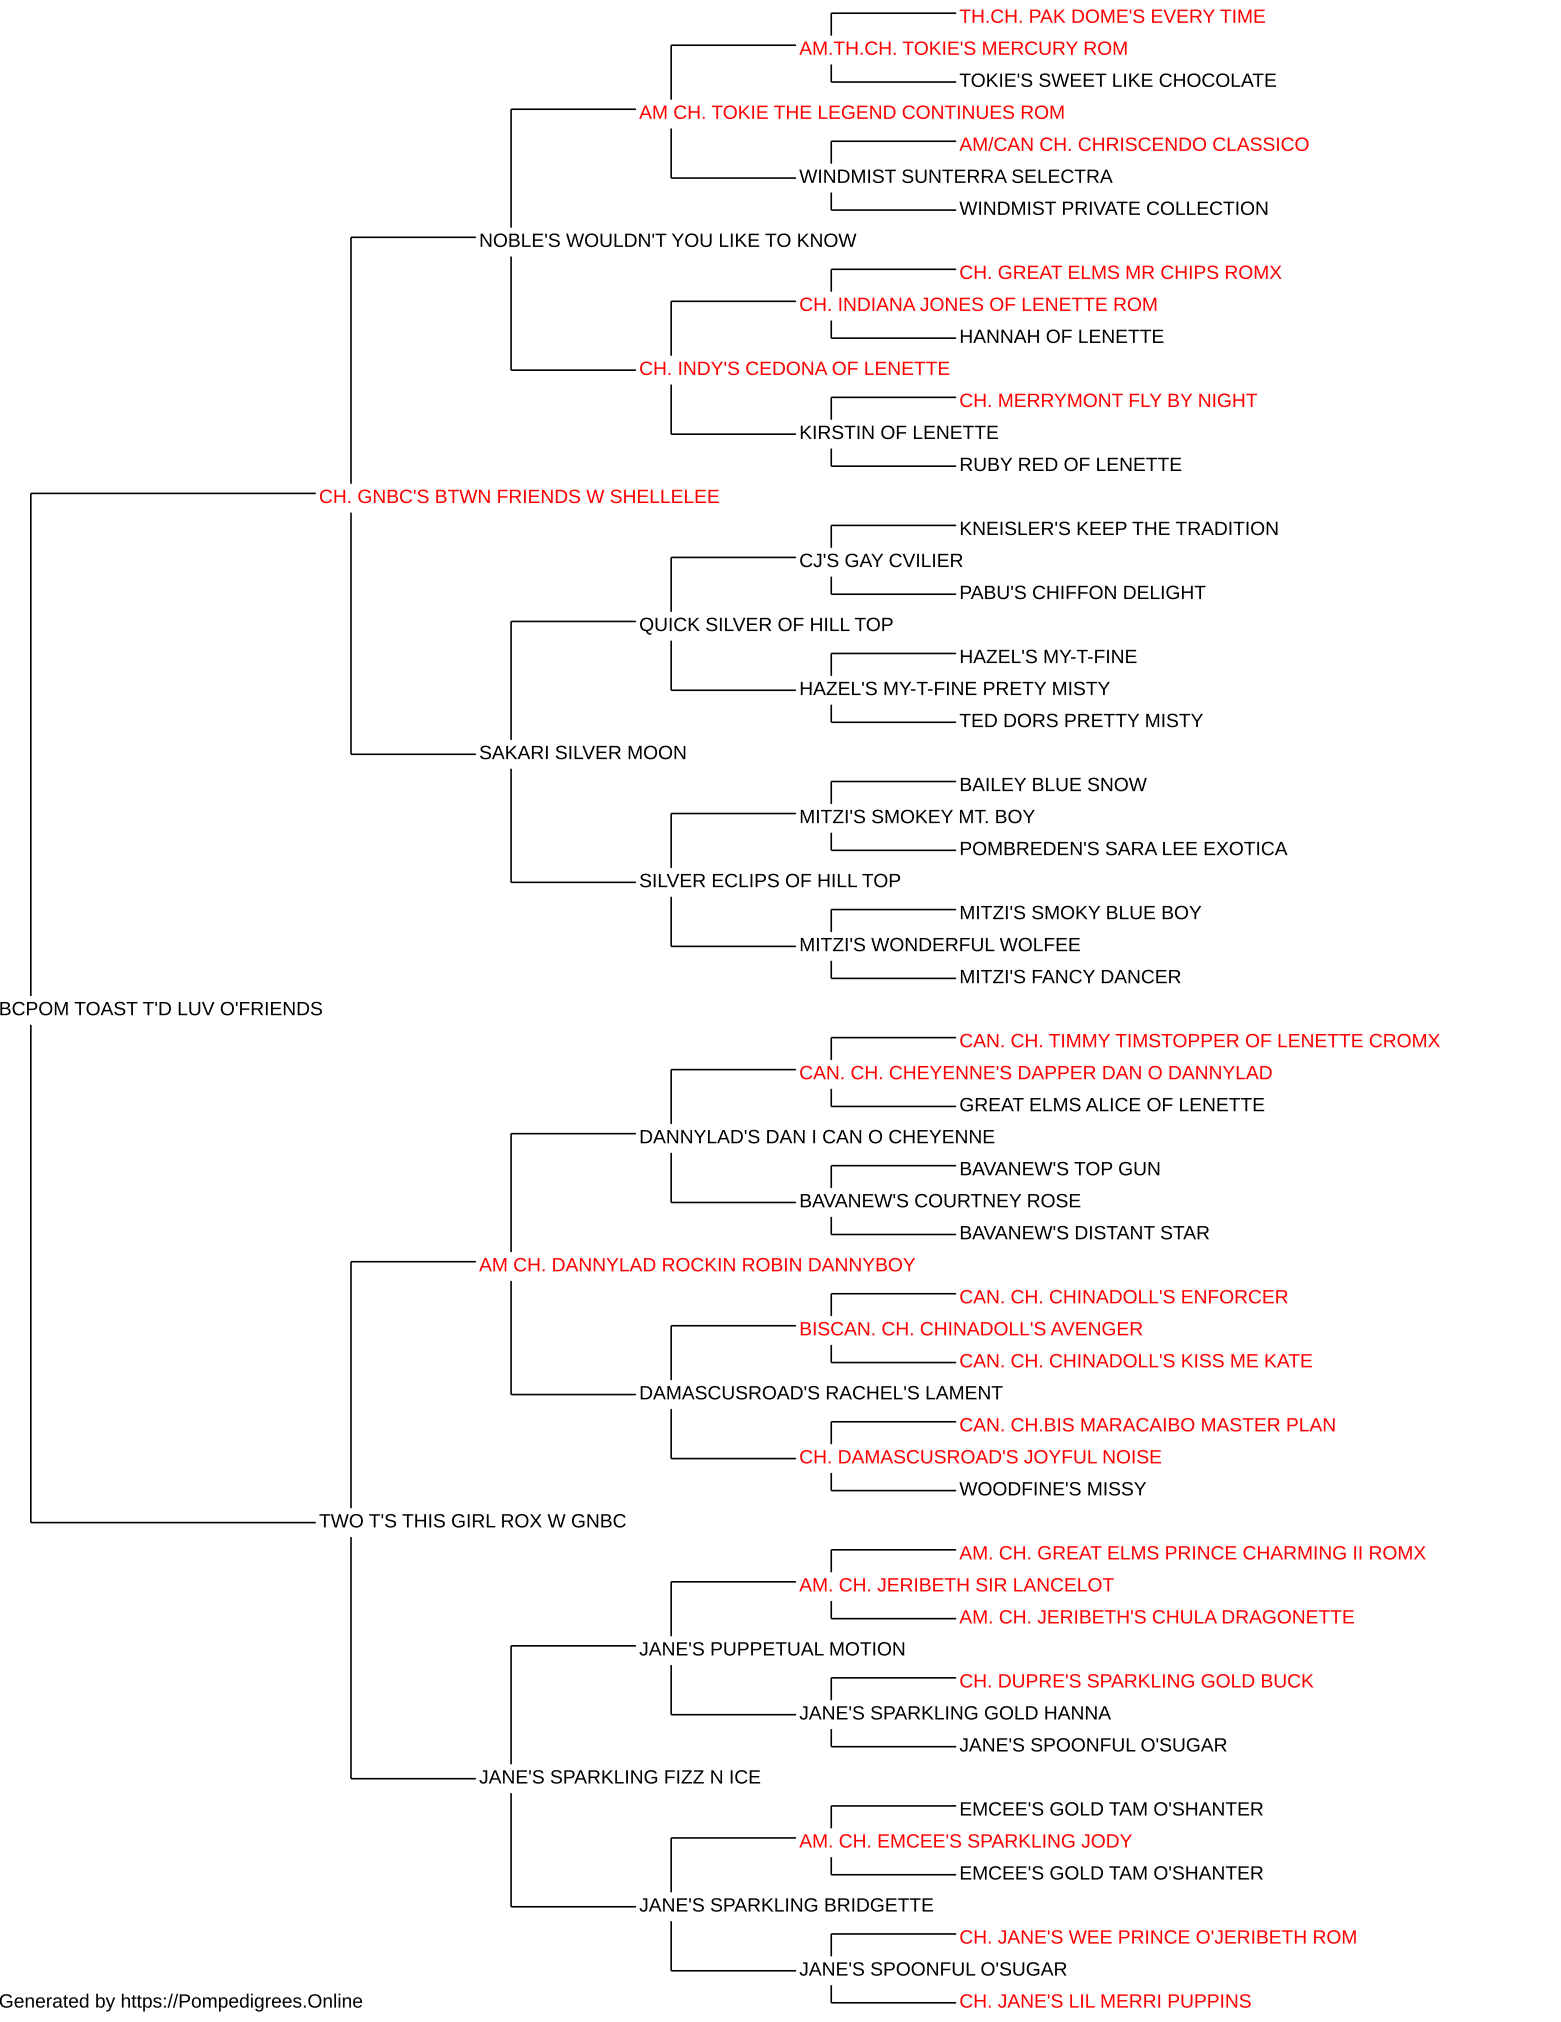 TH.CH. PAK DOME'S EVERY TIME
AM.TH.CH. TOKIE'S MERCURY ROM
TOKIE'S SWEET LIKE CHOCOLATE
AM CH. TOKIE THE LEGEND CONTINUES ROM
AM/CAN CH. CHRISCENDO CLASSICO
WINDMIST SUNTERRA SELECTRA
WINDMIST PRIVATE COLLECTION
NOBLE'S WOULDN'T YOU LIKE TO KNOW
CH. GREAT ELMS MR CHIPS ROMX
CH. INDIANA JONES OF LENETTE ROM
HANNAH OF LENETTE
CH. INDY'S CEDONA OF LENETTE
CH. MERRYMONT FLY BY NIGHT
KIRSTIN OF LENETTE
RUBY RED OF LENETTE
CH. GNBC'S BTWN FRIENDS W SHELLELEE
KNEISLER'S KEEP THE TRADITION
CJ'S GAY CVILIER
PABU'S CHIFFON DELIGHT
QUICK SILVER OF HILL TOP
HAZEL'S MY-T-FINE
HAZEL'S MY-T-FINE PRETY MISTY
TED DORS PRETTY MISTY
SAKARI SILVER MOON
BAILEY BLUE SNOW
MITZI'S SMOKEY MT. BOY
POMBREDEN'S SARA LEE EXOTICA
SILVER ECLIPS OF HILL TOP
MITZI'S SMOKY BLUE BOY
MITZI'S WONDERFUL WOLFEE
MITZI'S FANCY DANCER
BCPOM TOAST T'D LUV O'FRIENDS
CAN. CH. TIMMY TIMSTOPPER OF LENETTE CROMX
CAN. CH. CHEYENNE'S DAPPER DAN O DANNYLAD
GREAT ELMS ALICE OF LENETTE
DANNYLAD'S DAN I CAN O CHEYENNE
BAVANEW'S TOP GUN
BAVANEW'S COURTNEY ROSE
BAVANEW'S DISTANT STAR
AM CH. DANNYLAD ROCKIN ROBIN DANNYBOY
CAN. CH. CHINADOLL'S ENFORCER
BISCAN. CH. CHINADOLL'S AVENGER
CAN. CH. CHINADOLL'S KISS ME KATE
DAMASCUSROAD'S RACHEL'S LAMENT
CAN. CH.BIS MARACAIBO MASTER PLAN
CH. DAMASCUSROAD'S JOYFUL NOISE
WOODFINE'S MISSY
TWO T'S THIS GIRL ROX W GNBC
AM. CH. GREAT ELMS PRINCE CHARMING II ROMX
AM. CH. JERIBETH SIR LANCELOT
AM. CH. JERIBETH'S CHULA DRAGONETTE
JANE'S PUPPETUAL MOTION
CH. DUPRE'S SPARKLING GOLD BUCK
JANE'S SPARKLING GOLD HANNA
JANE'S SPOONFUL O'SUGAR
JANE'S SPARKLING FIZZ N ICE
EMCEE'S GOLD TAM O'SHANTER
AM. CH. EMCEE'S SPARKLING JODY
EMCEE'S GOLD TAM O'SHANTER
JANE'S SPARKLING BRIDGETTE
CH. JANE'S WEE PRINCE O'JERIBETH ROM
JANE'S SPOONFUL O'SUGAR
CH. JANE'S LIL MERRI PUPPINS
Generated by https://Pompedigrees.Online